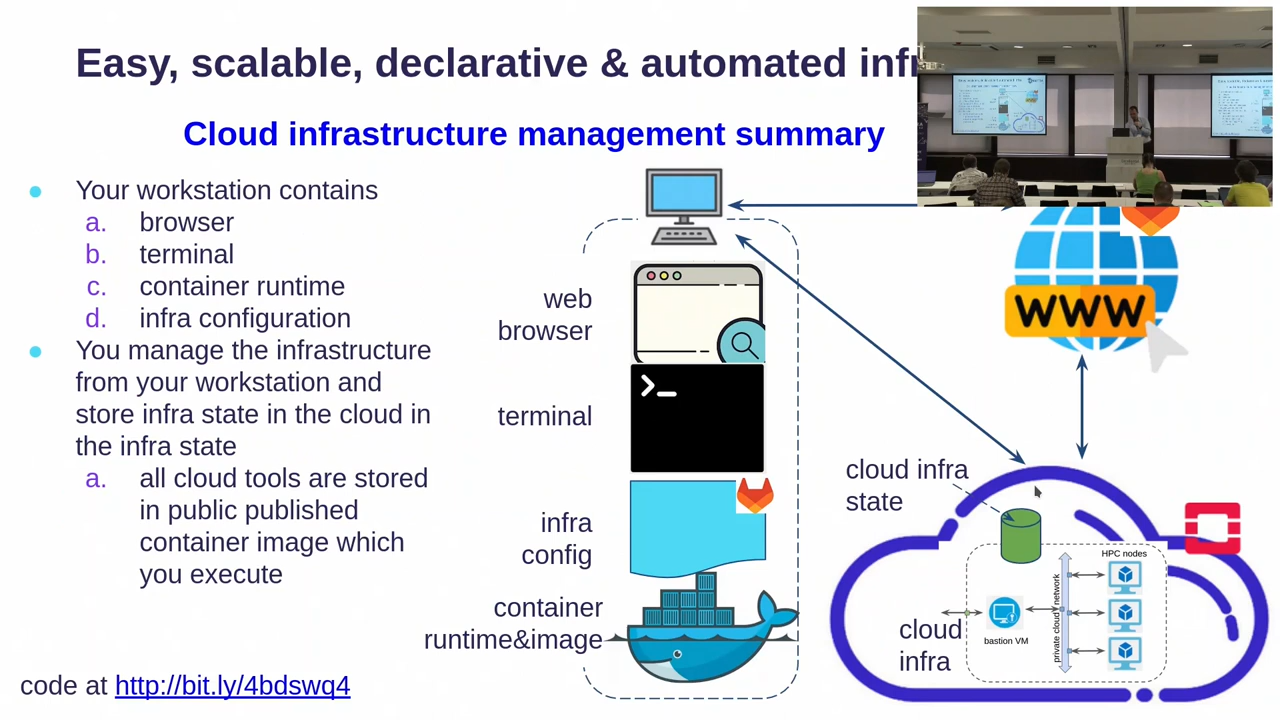 Easy, scalable, declarative & automated infr
Cloud infrastructure management summary
● Your workstation contains
a. browser
b. terminal
c. container runtime
d. infra configuration
● You manage the infrastructure
from your workstation and
store infra state in the cloud in
the infra state
a. all cloud tools are stored
in public published
container image which
you execute
code at http://bit.ly/4bdswq4
web
browser
terminal
infra
config
container
runtime&image
WWW
cloud infra
state
HPC nodes
private cloud network
bastion VM
cloud
infra